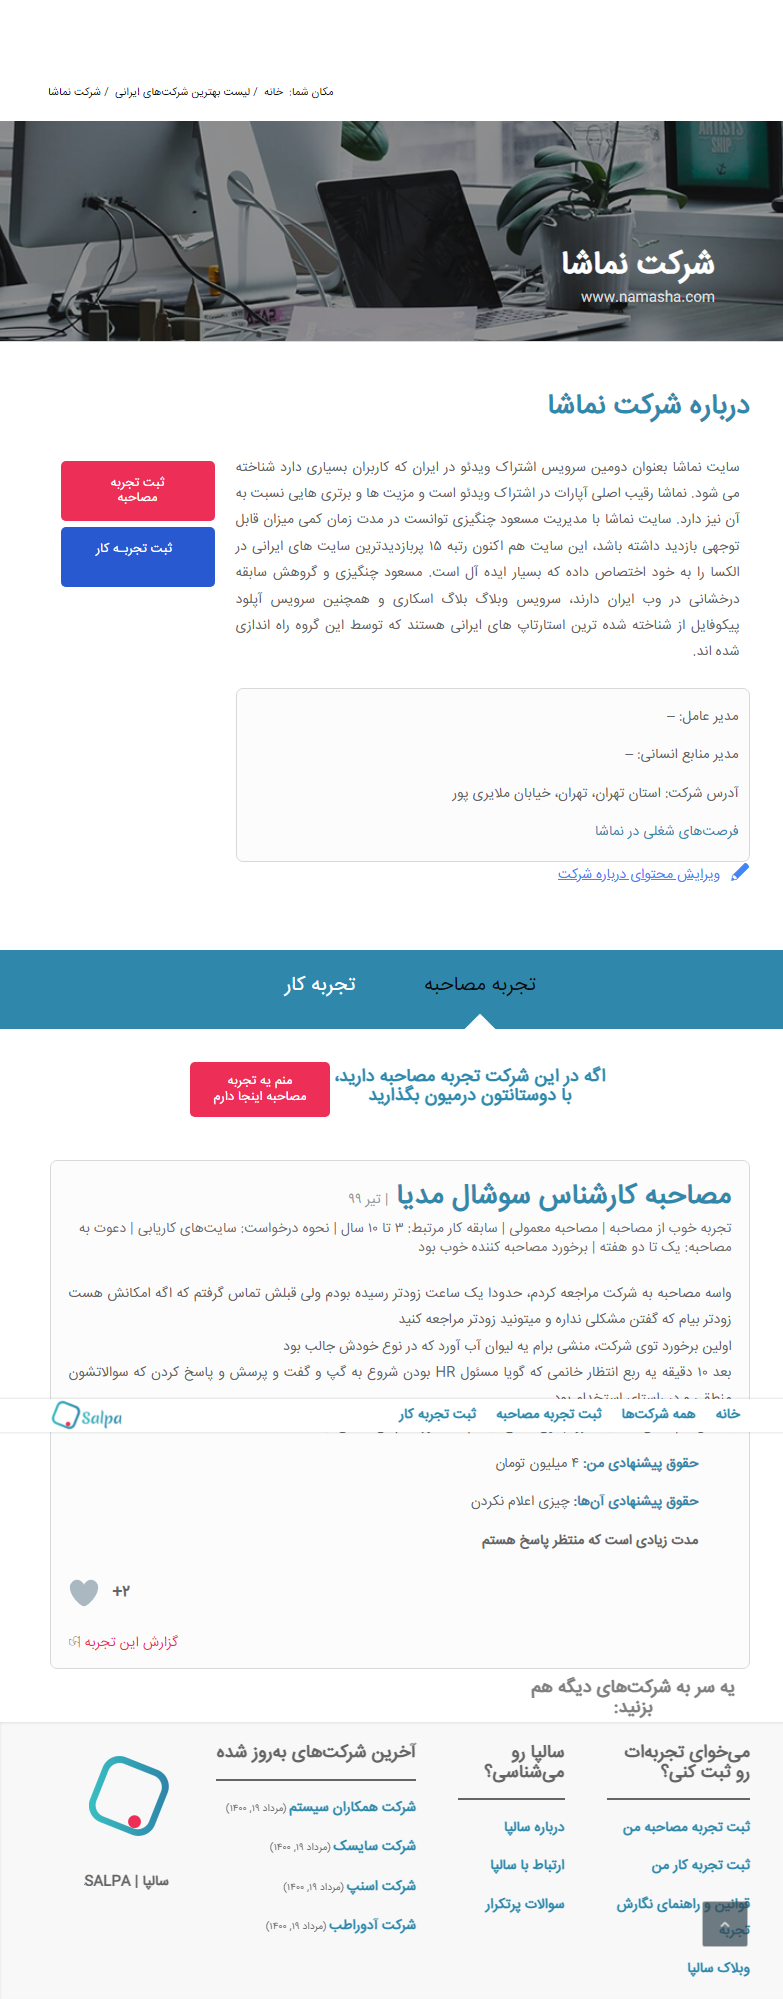 مکان شما: خانه / لیست بهترین شرکت‌های ایرانی / شرکت نماشا
ARTISTS
SHIP
شرکت نماشا
www.namasha.com
درباره شرکت نماشا
سایت نماشا بعنوان دومین سرویس اشتراک ویدئو در ایران که کاربران بسیاری دارد شناخته
می شود. نماشا رقیب اصلی آپارات در اشتراک ویدئو است و مزیت ها و برتری هایی نسبت به
آن نیز دارد. سایت نماشا با مدیریت مسعود چنگیزی توانست در مدت زمان کمی میزان قابل
توجهی بازدید داشته باشد، این سایت هم اکنون رتبه ۱۵ پربازدیدترین سایت های ایرانی در
الکسا را به خود اختصاص داده که بسیار ایده آل است. مسعود چنگیزی و گروهش سابقه
درخشانی در وب ایران دارند، سرویس وبلاگ بلاگ اسکاری و همچنین سرویس آپلود
پیکوفایل از شناخته شده ترین استارتاپ های ایرانی هستند که توسط این گروه راه اندازی
شده اند.
ثبت تجربه
مصاحبه
ثبت تجربـه کار
مدیر عامل: –
مدیر منابع انسانی: –
آدرس شرکت: استان تهران، تهران، خیابان ملایری پور
فرصت‌های شغلی در نماشا
ویرایش محتوای درباره شرکت
تجربه مصاحبه
تجربه کار
اگه در این شرکت تجربه مصاحبه دارید،
با دوستانتون درمیون بگذارید
منم یه تجربه
مصاحبه اینجا دارم
مصاحبه کارشناس سوشال مدیا | تیر ۹۹
تجربه خوب از مصاحبه | مصاحبه معمولی | سابقه کار مرتبط: ۳ تا ۱۰ سال | نحوه درخواست: سایت‌های کاریابی | دعوت به
مصاحبه: یک تا دو هفته | برخورد مصاحبه کننده خوب بود
واسه مصاحبه به شرکت مراجعه کردم، حدودا یک ساعت زودتر رسیده بودم ولی قبلش تماس گرفتم که اگه امکانش هست
زودتر بیام که گفتن مشکلی نداره و میتونید زودتر مراجعه کنید
اولین برخورد توی شرکت، منشی برام یه لیوان آب آورد که در نوع خودش جالب بود
بعد ۱۰ دقیقه یه ربع انتظار خانمی که گویا مسئول HR بودن شروع به گپ و گفت و پرسش و پاسخ کردن که سوالاتشون
خانه
همه شرکت‌ها
ثبت تجربه مصاحبه
ثبت تجربه کار
Salpa
حقوق پیشنهادی من: ۴ میلیون تومان
حقوق پیشنهادی آن‌ها: چیزی اعلام نکردن
مدت زیادی است که منتظر پاسخ هستم
+۲
گزارش این تجربه
یه سر به شرکت‌های دیگه هم
بزنید:
می‌خوای تجربه‌ات
رو ثبت کنی؟
ثبت تجربه مصاحبه من
ثبت تجربه کار من
قوانین و راهنمای نگارش
تجربه
وبلاک سالپا
سالپا رو
می‌شناسی؟
درباره سالپا
ارتباط با سالپا
سوالات پرتکرار
آخرین شرکت‌های به‌روز شده
شرکت همکاران سیستم (مرداد ۱۹, ۱۴۰۰)
شرکت سایسک (مرداد ۱۹, ۱۴۰۰)
شرکت اسنپ (مرداد ۱۹, ۱۴۰۰)
شرکت آدوراطب (مرداد ۱۹, ۱۴۰۰)
سالپا | SALPA